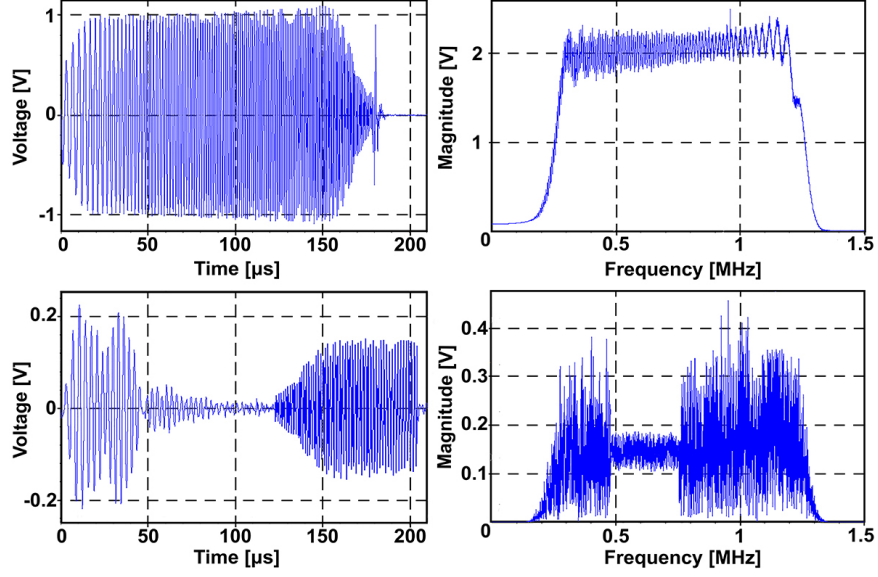 Voltage [V]
1
0
-1
0 50 100 150 200
Time [µs]
Magnitude [V]
2
1
0 0.5 1 1.5
Frequency [MHz]
Voltage [V]
0.2
0
-0.2
0 50 100 150 200
Time [µs]
Magnitude [V]
0.4
0.3
0.2
0.1
0 0.5 1 1.5
Frequency [MHz]